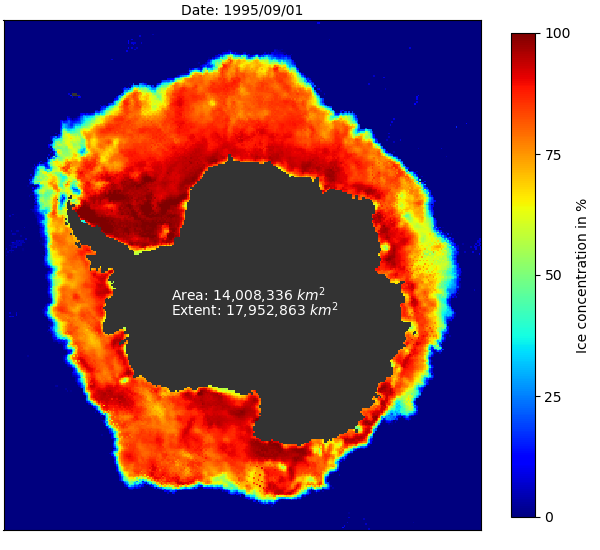 Date: 1995/09/01
Area: 14,008,336 km²
Extent: 17,952,863 km²
100
75
50
25
0
Ice concentration in %